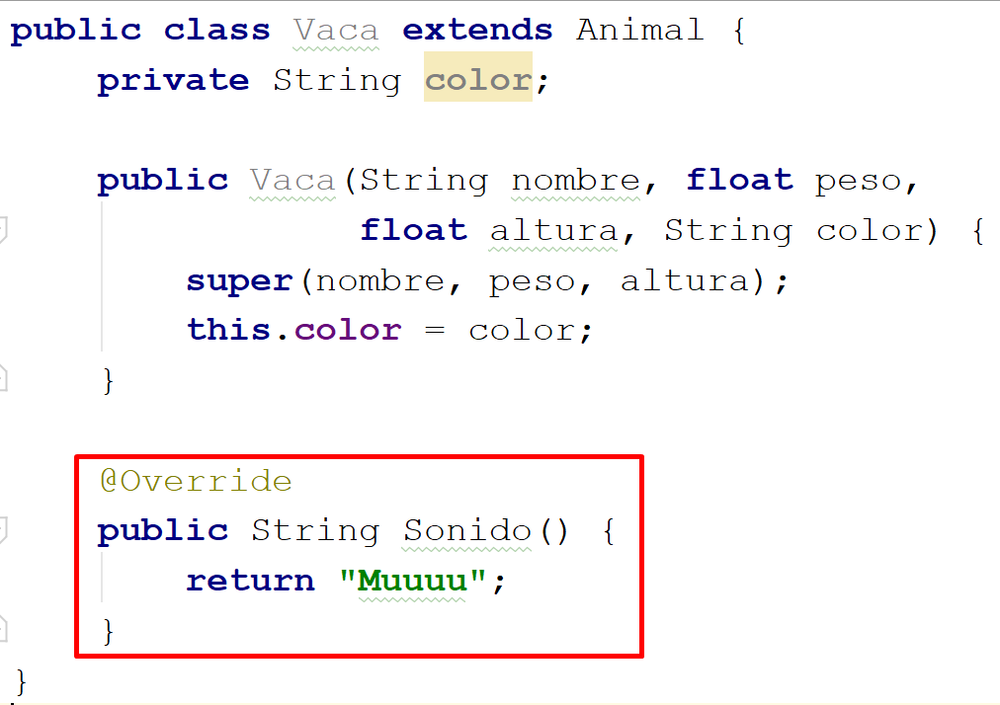 public class Vaca extends Animal {
private String color;
public Vaca(String nombre, float peso,
float altura, String color) {
super(nombre, peso, altura);
this.color = color;
}
@Override
public String Sonido() {
return "Muuuu";
}
}